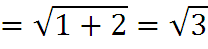 = √1 + 2 = √3